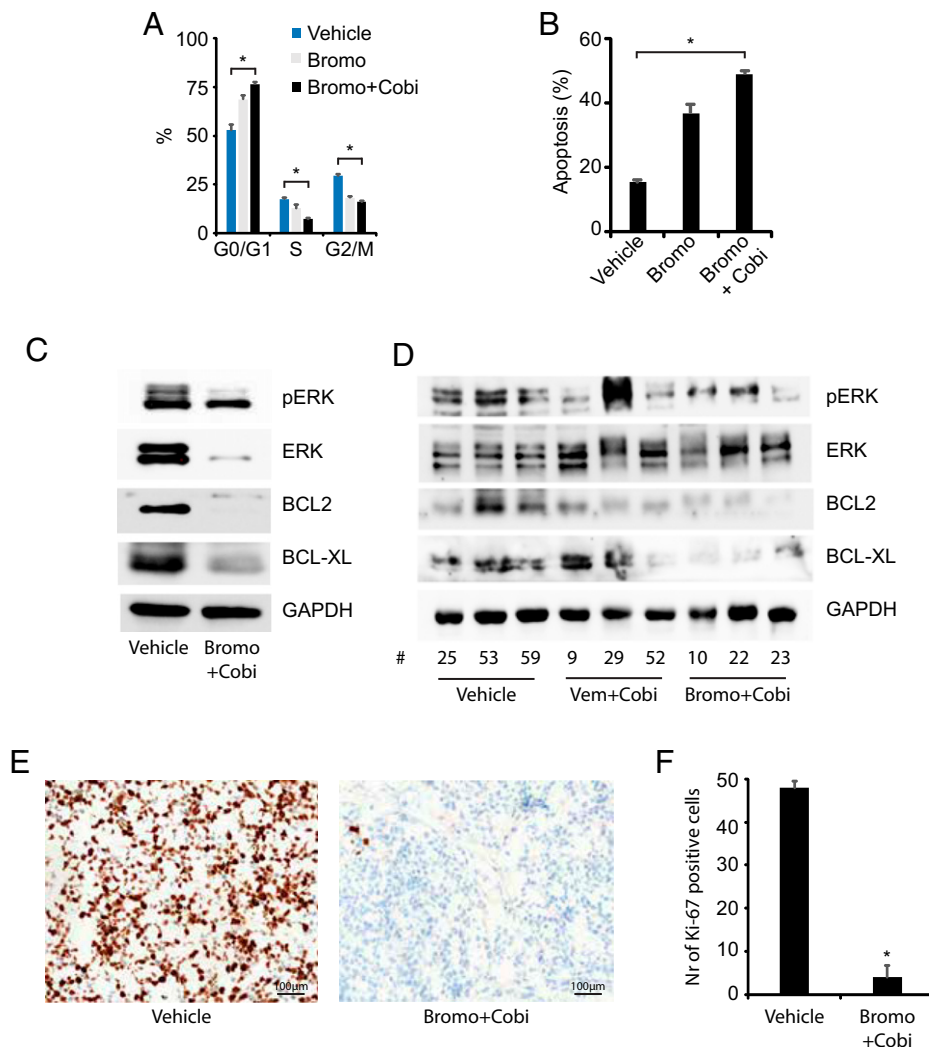 A
100
75
50
25
0
%
Vehicle
Bromo
Bromo+Cobi
*
*
*
G0/G1 S G2/M
B
60
40
20
0
Apoptosis (%)
*
Vehicle
Bromo
Bromo
+ Cobi
C
pERK
ERK
BCL2
BCL-XL
GAPDH
Vehicle Bromo
+Cobi
D
pERK
ERK
BCL2
BCL-XL
GAPDH
# 25 53 59 9 29 52 10 22 23
Vehicle Vem+Cobi Bromo+Cobi
E
100µm
100µm
Vehicle Bromo+Cobi
F
50
40
30
20
10
0
Nr of Ki-67 positive cells
*
Vehicle Bromo
+Cobi